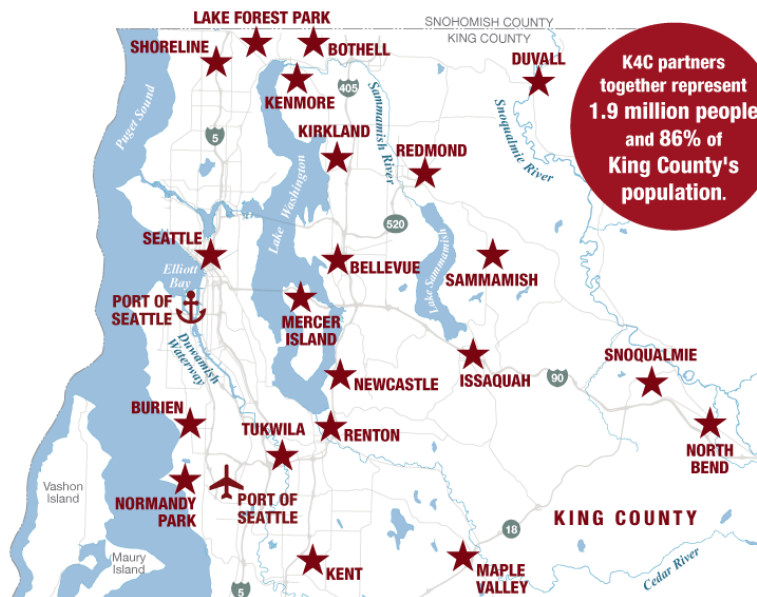 LAKE FOREST PARK
SNOHOMISH COUNTY
KING COUNTY
SHORELINE
BOTHELL
DUVALL
K4C partners
together represent
1.9 million people
and 86% of
King County's
population.
KENMORE
405
Puget Sound
Sammamish River
Snoqualmie River
5
KIRKLAND
REDMOND
Lake Washington
520
SEATTLE
Elliott
Bay
BELLEVUE
Lake Sammamish
SAMMAMISH
PORT OF
SEATTLE
MERCER
ISLAND
Duwamish
Waterway
NEWCASTLE
ISSAQUAH
90
SNOQUALMIE
BURIEN
TUKWILA
RENTON
NORTH
BEND
Vashon
Island
NORMANDY
PARK
PORT OF
SEATTLE
18
KING COUNTY
Maury
Island
5
KENT
MAPLE
VALLEY
Cedar River